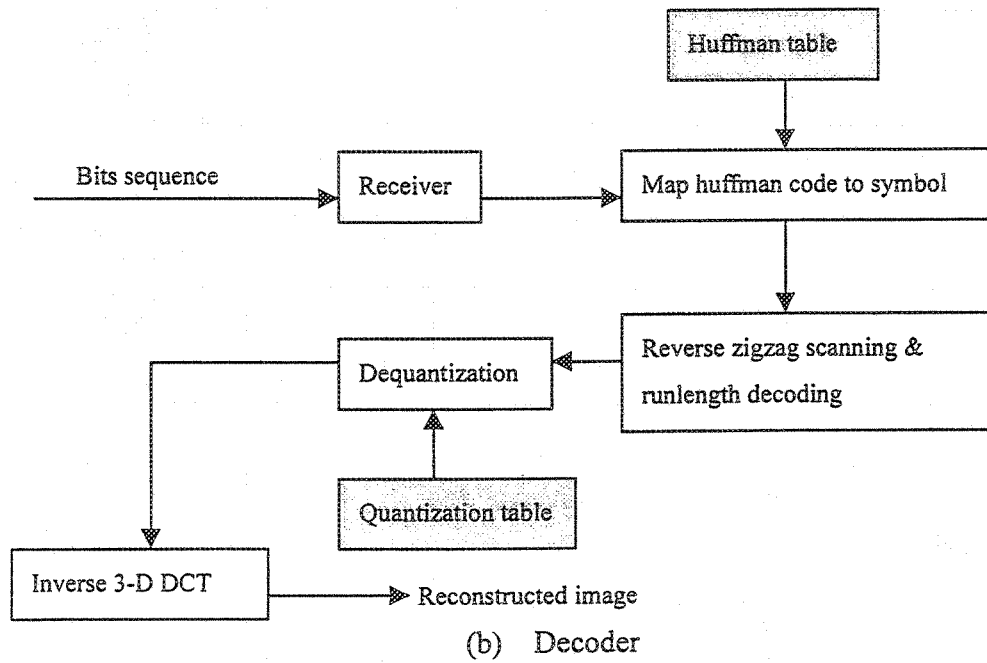 Huffman table
Bits sequence
Receiver
Map huffman code to symbol
Reverse zigzag scanning &
runlength decoding
Dequantization
Quantization table
Inverse 3-D DCT
Reconstructed image
(b) Decoder